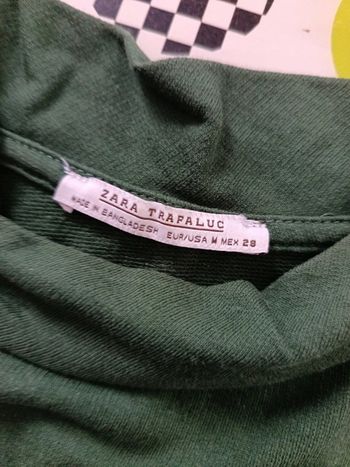 ZARA TRAFALUC
MADE IN BANGLADESH EUR/USA M MEX 28